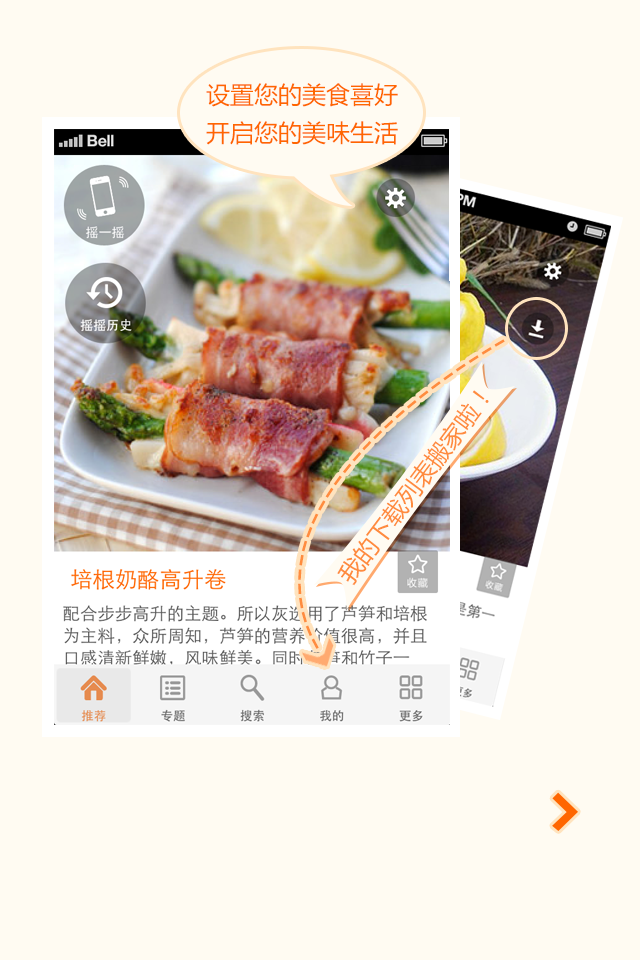 设置您的美食喜好
开启您的美味生活
Bell
PM
摇一摇
摇摇历史
我的下载列表搬家啦！
培根奶酪高升卷
收藏
收藏
配合步步高升的主题。所以灰运用了芦笋和培根
为主料，众所周知，芦笋的营养价值很高，并且
口感清新鲜嫩，风味鲜美。同时芦笋和竹子一
是第一
推荐
专题
搜索
我的
更多
更多